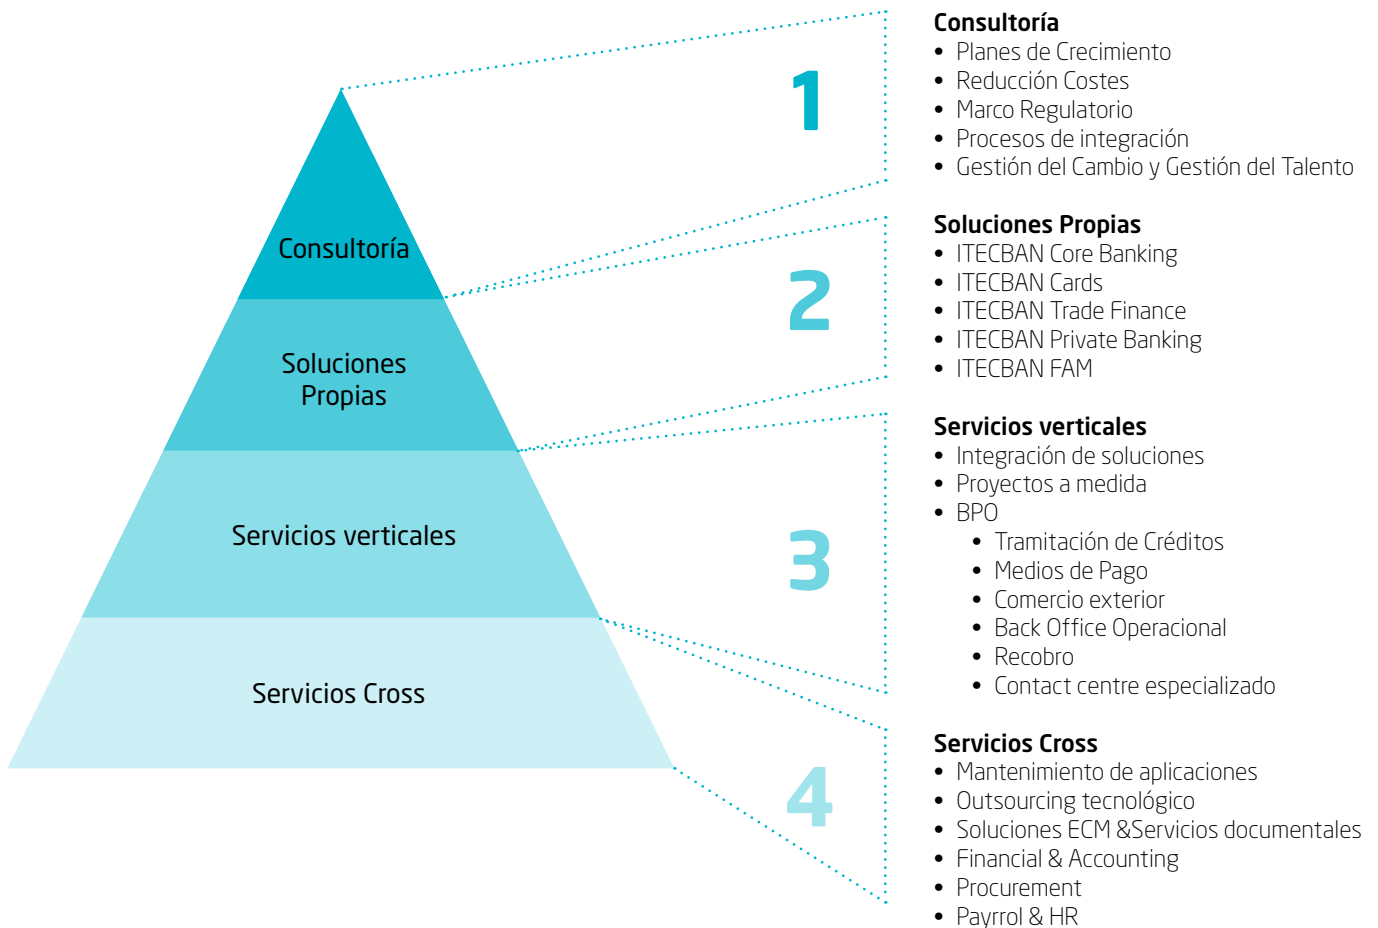 Consultoría
Soluciones
Propias
Servicios verticales
Servicios Cross
1
Consultoría
• Planes de Crecimiento
• Reducción Costes
• Marco Regulatorio
• Procesos de integración
• Gestión del Cambio y Gestión del Talento
2
Soluciones Propias
• ITECBAN Core Banking
• ITECBAN Cards
• ITECBAN Trade Finance
• ITECBAN Private Banking
• ITECBAN FAM
3
Servicios verticales
• Integración de soluciones
• Proyectos a medida
• BPO
• Tramitación de Créditos
• Medios de Pago
• Comercio exterior
• Back Office Operacional
• Recobro
• Contact centre especializado
4
Servicios Cross
• Mantenimiento de aplicaciones
• Outsourcing tecnológico
• Soluciones ECM &Servicios documentales
• Financial & Accounting
• Procurement
• Payrrol & HR